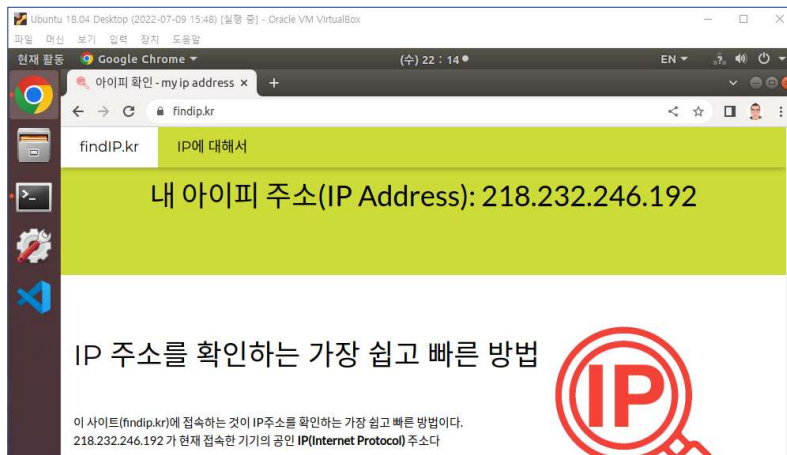 Ubuntu 18.04 Desktop (2022-07-09 15:48) [실행 중] - Oracle VM VirtualBox
파일 머신 보기 입력 장치 도움말
현재 활동 Google Chrome (수) 22 : 14 EN
아이피 확인 - my ip address
findip.kr
findIP.kr IP에 대해서
내 아이피 주소(IP Address): 218.232.246.192
IP 주소를 확인하는 가장 쉽고 빠른 방법
IP
이 사이트(findip.kr)에 접속하는 것이 IP주소를 확인하는 가장 쉽고 빠른 방법이다.
218.232.246.192 가 현재 접속한 기기의 공인 IP(Internet Protocol) 주소다